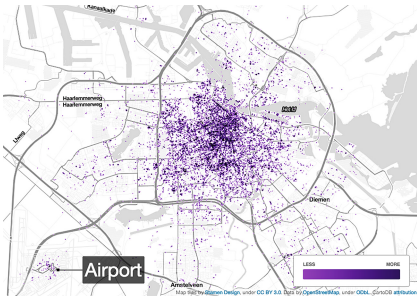 Haarlemmerweg
Haarlemmerweg
Diemen
Airport
Amstelveen
LESS
MORE
Map tiles by Stamen Design, under CC BY 3.0. Data by OpenStreetMap, under ODbL. CartoDB attribution